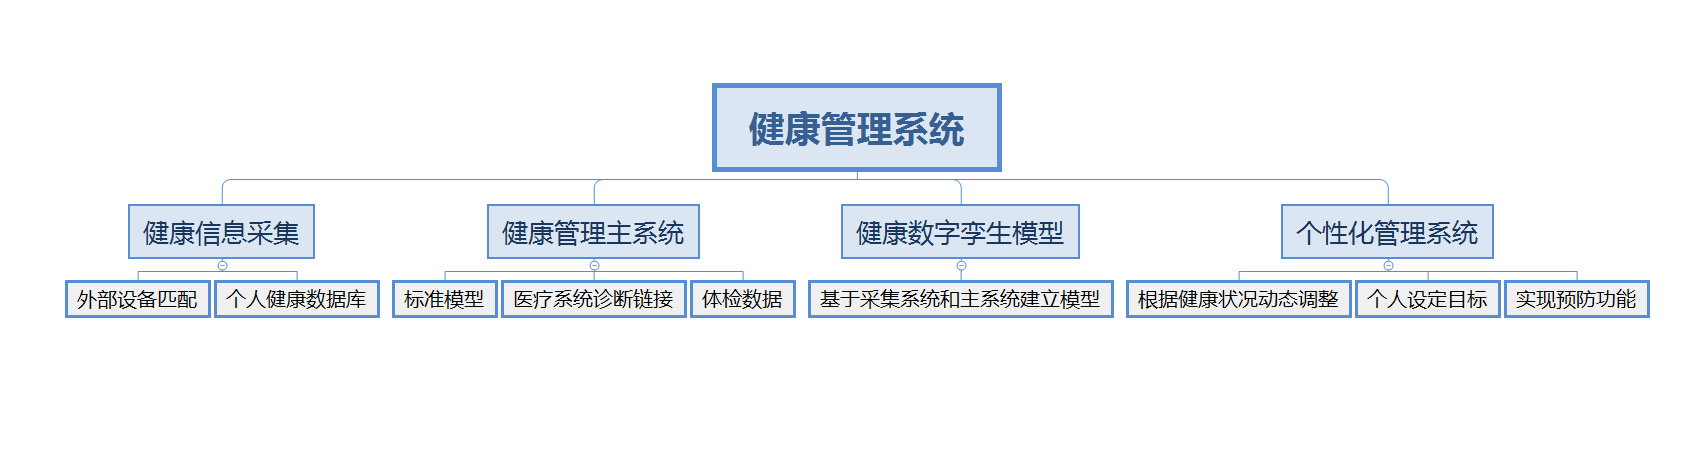 健康管理系统
健康信息采集
健康管理主系统
健康数字孪生模型
个性化管理系统
外部设备匹配
个人健康数据库
标准模型
医疗系统诊断链接
体检数据
基于采集系统和主系统建立模型
根据健康状况动态调整
个人设定目标
实现预防功能